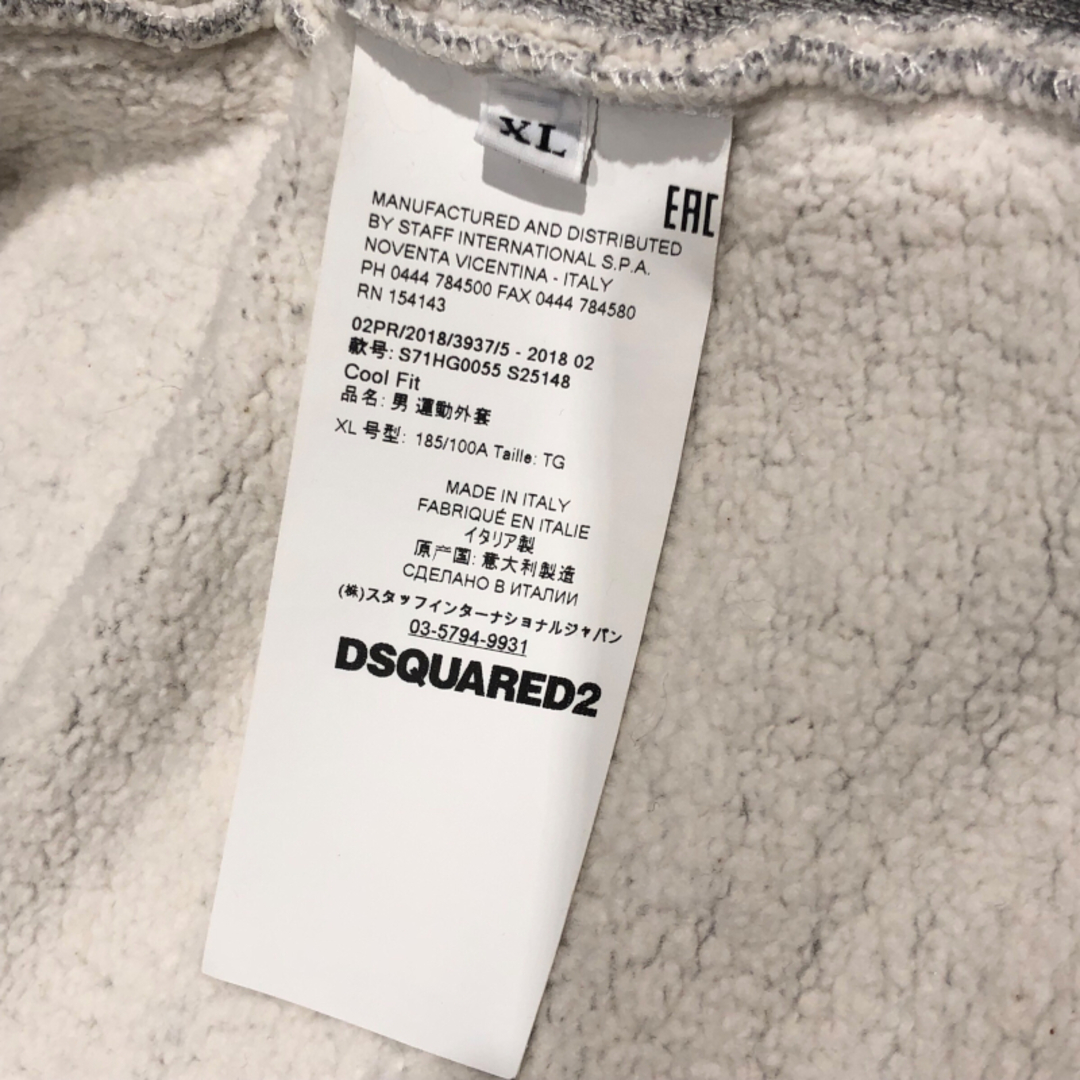 XL
EAC
MANUFACTURED AND DISTRIBUTED
BY STAFF INTERNATIONAL S.P.A.
NOVENTA VICENTINA - ITALY
PH 0444 784500 FAX 0444 784580
RN 154143
02PR/2018/3937/5 - 2018 02
款号: S71HG0055 S25148
Cool Fit
品名: 男 運動外套
XL 号型: 185/100A Taille: TG
MADE IN ITALY
FABRIQUÉ EN ITALIE
イタリア製
原产国: 意大利製造
СДЕЛАНО В ИТАЛИИ
(株)スタッフインターナショナルジャパン
03-5794-9931
DSQUARED2